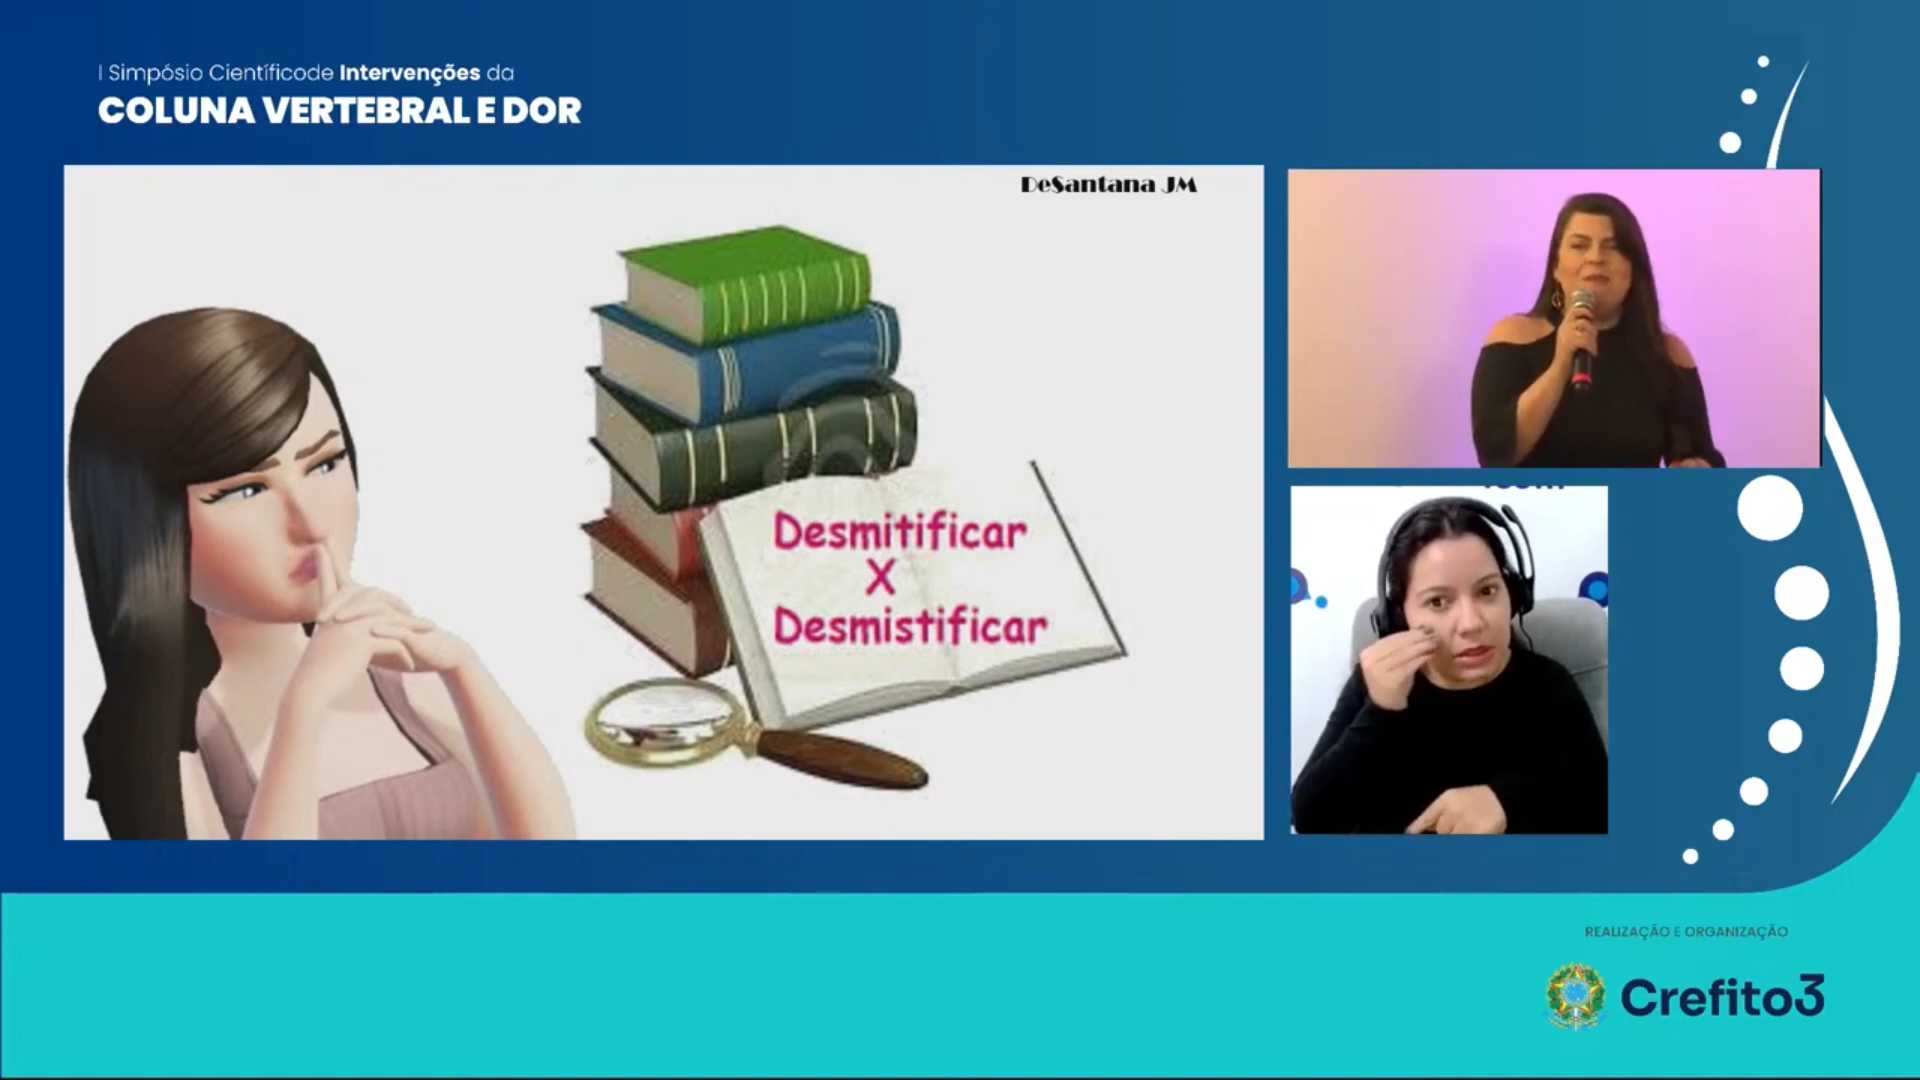 I Simpósio Científicode Intervenções da
COLUNA VERTEBRAL E DOR
DeSantana JM
Desmitificar
X
Desmistificar
REALIZAÇÃO E ORGANIZAÇÃO
Crefito3